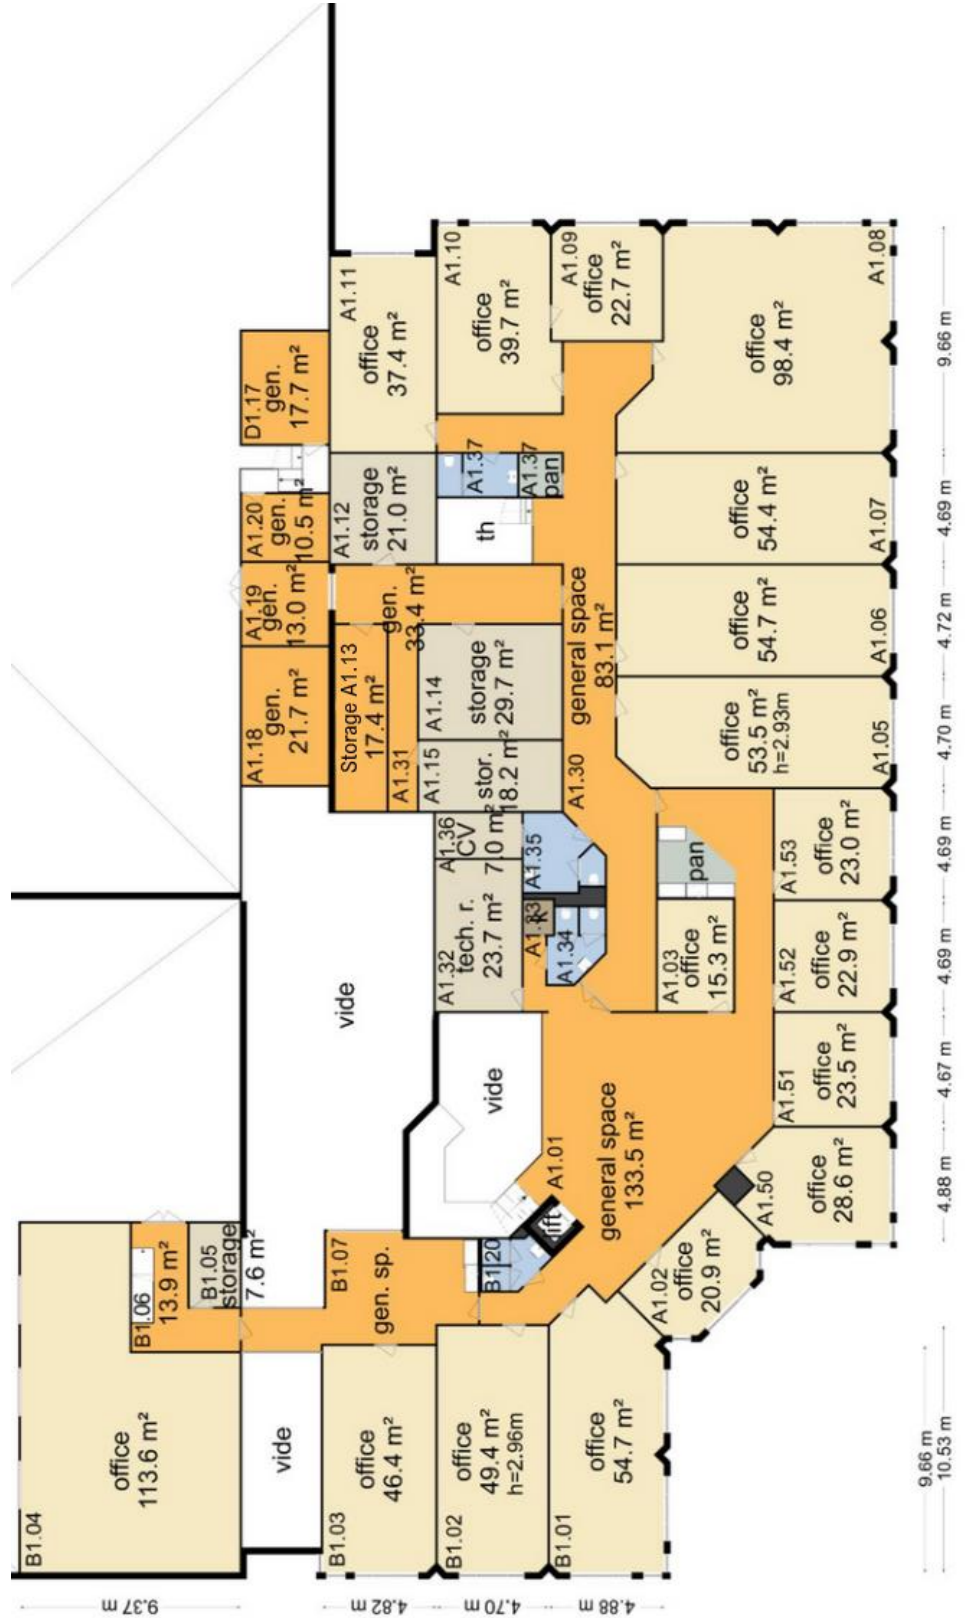 D1.17
gen.
17.7 m²
A1.20
gen.
10.5 m²
A1.19
gen.
13.0 m²
A1.18
gen.
21.7 m²
A1.11
office
37.4 m²
A1.10
office
39.7 m²
A1.09
office
22.7 m²
A1.08
office
98.4 m²
A1.12
storage
21.0 m²
A1.37
A1.37
pan
th
gen.
33.4 m²
Storage A1.13
17.4 m²
A1.31
A1.14
storage
29.7 m²
A1.15
stor.
18.2 m²
A1.30
general space
83.1 m²
office
54.4 m²
A1.07
office
54.7 m²
A1.06
office
53.5 m²
h=2.93m
A1.05
A1.36
CV
7.0 m²
A1.35
A1.32
tech. r.
23.7 m²
A1.33
K
A1.34
pan
A1.03
office
15.3 m²
A1.53
office
23.0 m²
A1.52
office
22.9 m²
A1.51
office
23.5 m²
A1.50
office
28.6 m²
vide
vide
A1.01
general space
133.5 m²
lift
B1.20
A1.02
office
20.9 m²
B1.07
gen. sp.
B1.05
storage
7.6 m²
B1.06
13.9 m²
B1.04
office
113.6 m²
vide
B1.03
office
46.4 m²
B1.02
office
49.4 m²
h=2.96m
B1.01
office
54.7 m²
9.66 m
4.69 m
4.72 m
4.70 m
4.69 m
4.69 m
4.67 m
4.88 m
9.66 m
10.53 m
9.37 m
4.82 m
4.70 m
4.88 m